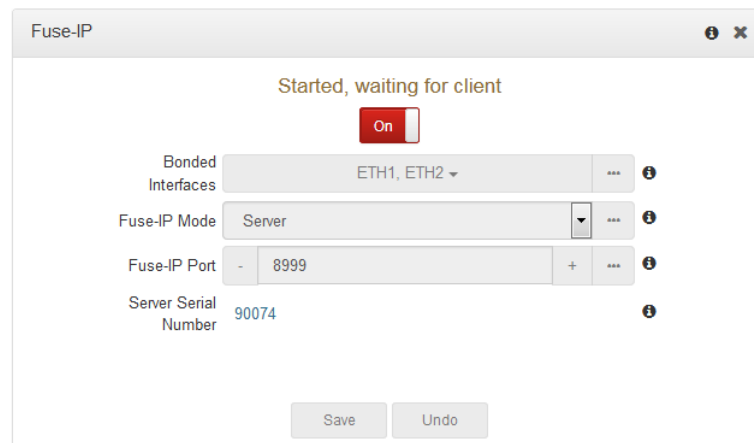 Fuse-IP
Started, waiting for client
On
Bonded Interfaces ETH1, ETH2
Fuse-IP Mode Server
Fuse-IP Port - 8999 +
Server Serial Number 90074
Save Undo